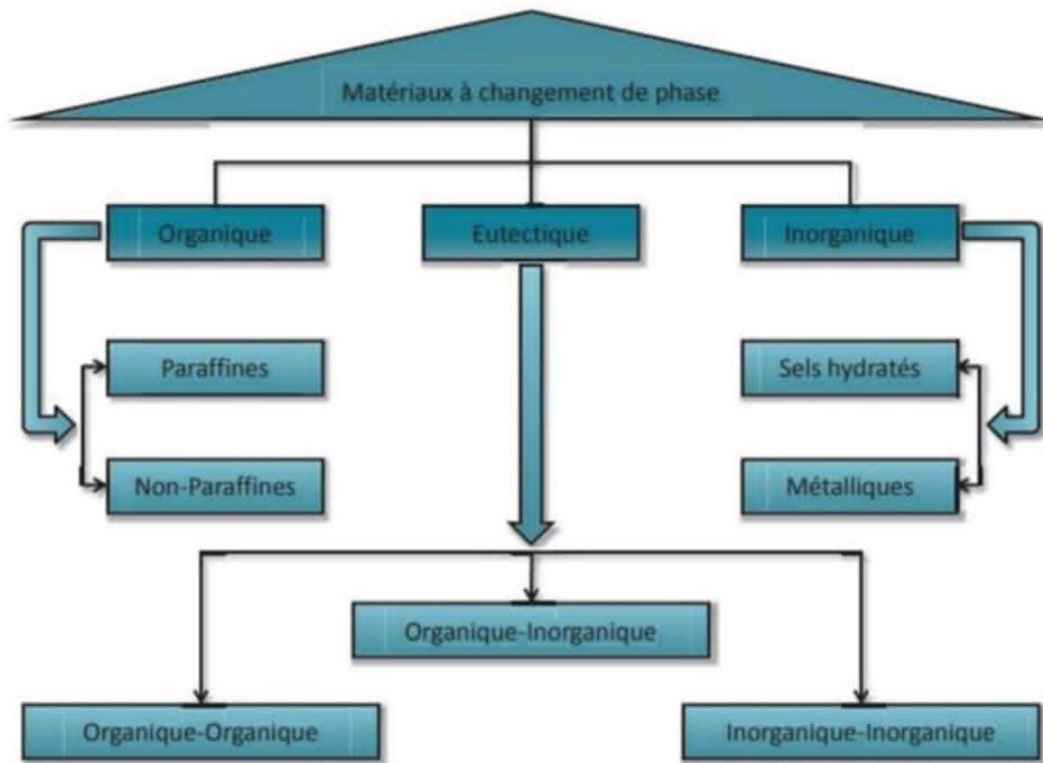 Matériaux à changement de phase
Organique
Eutectique
Inorganique
Paraffines
Sels hydratés
Non-Paraffines
Métalliques
Organique-Inorganique
Organique-Organique
Inorganique-Inorganique